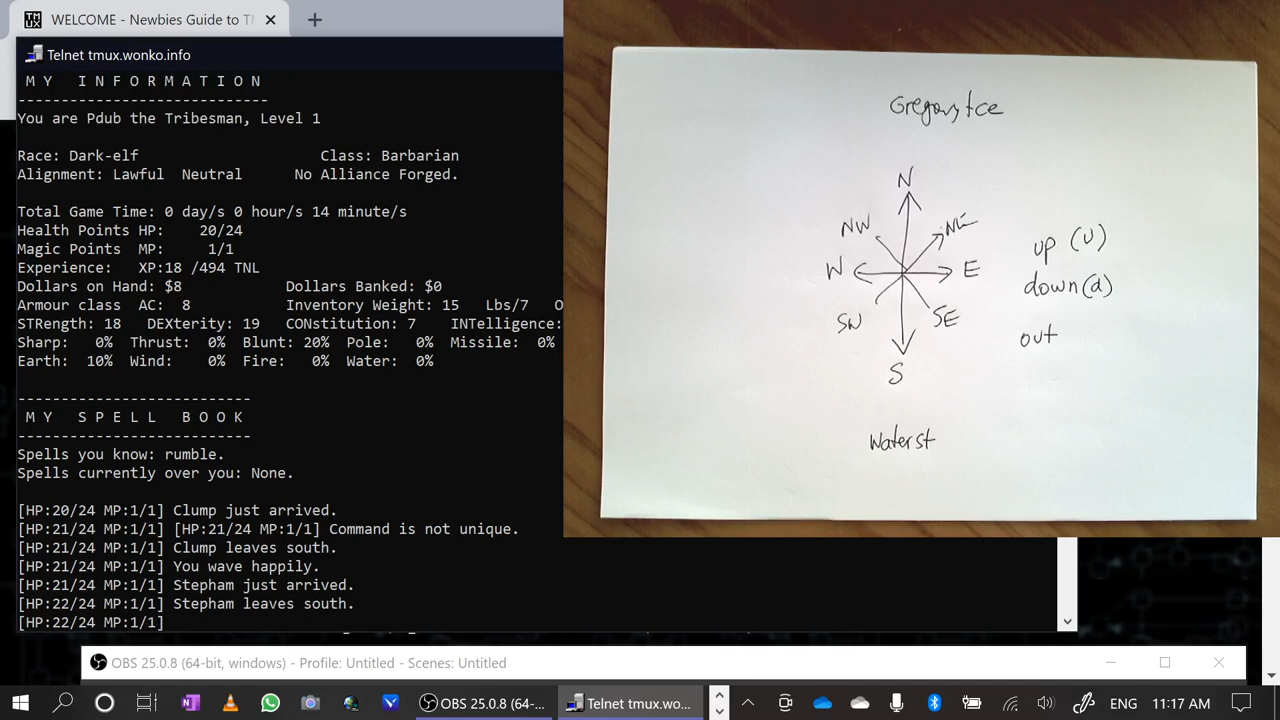 WELCOME - Newbies Guide to TM
Telnet tmux.wonko.info
M Y I N F O R M A T I O N
---------------------------
You are Pdub the Tribesman, Level 1
Race: Dark-elf Class: Barbarian
Alignment: Lawful Neutral No Alliance Forged.
Total Game Time: 0 day/s 0 hour/s 14 minute/s
Health Points HP: 20/24
Magic Points MP: 1/1
Experience: XP:18 /494 TNL
Dollars on Hand: $8 Dollars Banked: $0
Armour class AC: 8 Inventory Weight: 15 Lbs/7 O
STRength: 18 DEXterity: 19 CONstitution: 7 INTelligence:
Sharp: 0% Thrust: 0% Blunt: 20% Pole: 0% Missile: 0%
Earth: 10% Wind: 0% Fire: 0% Water: 0%
-------------------------
M Y S P E L L B O O K
-------------------------
Spells you know: rumble.
Spells currently over you: None.
[HP:20/24 MP:1/1] Clump just arrived.
[HP:21/24 MP:1/1] [HP:21/24 MP:1/1] Command is not unique.
[HP:21/24 MP:1/1] Clump leaves south.
[HP:21/24 MP:1/1] You wave happily.
[HP:21/24 MP:1/1] Stepham just arrived.
[HP:22/24 MP:1/1] Stepham leaves south.
[HP:22/24 MP:1/1]
N
NW NE
W E
SW SE
S
up (u)
down(d)
out
Water st
OBS 25.0.8 (64-bit, windows) - Profile: Untitled - Scenes: Untitled
OBS 25.0.8 (64-...
Telnet tmux.wo...
ENG
11:17 AM